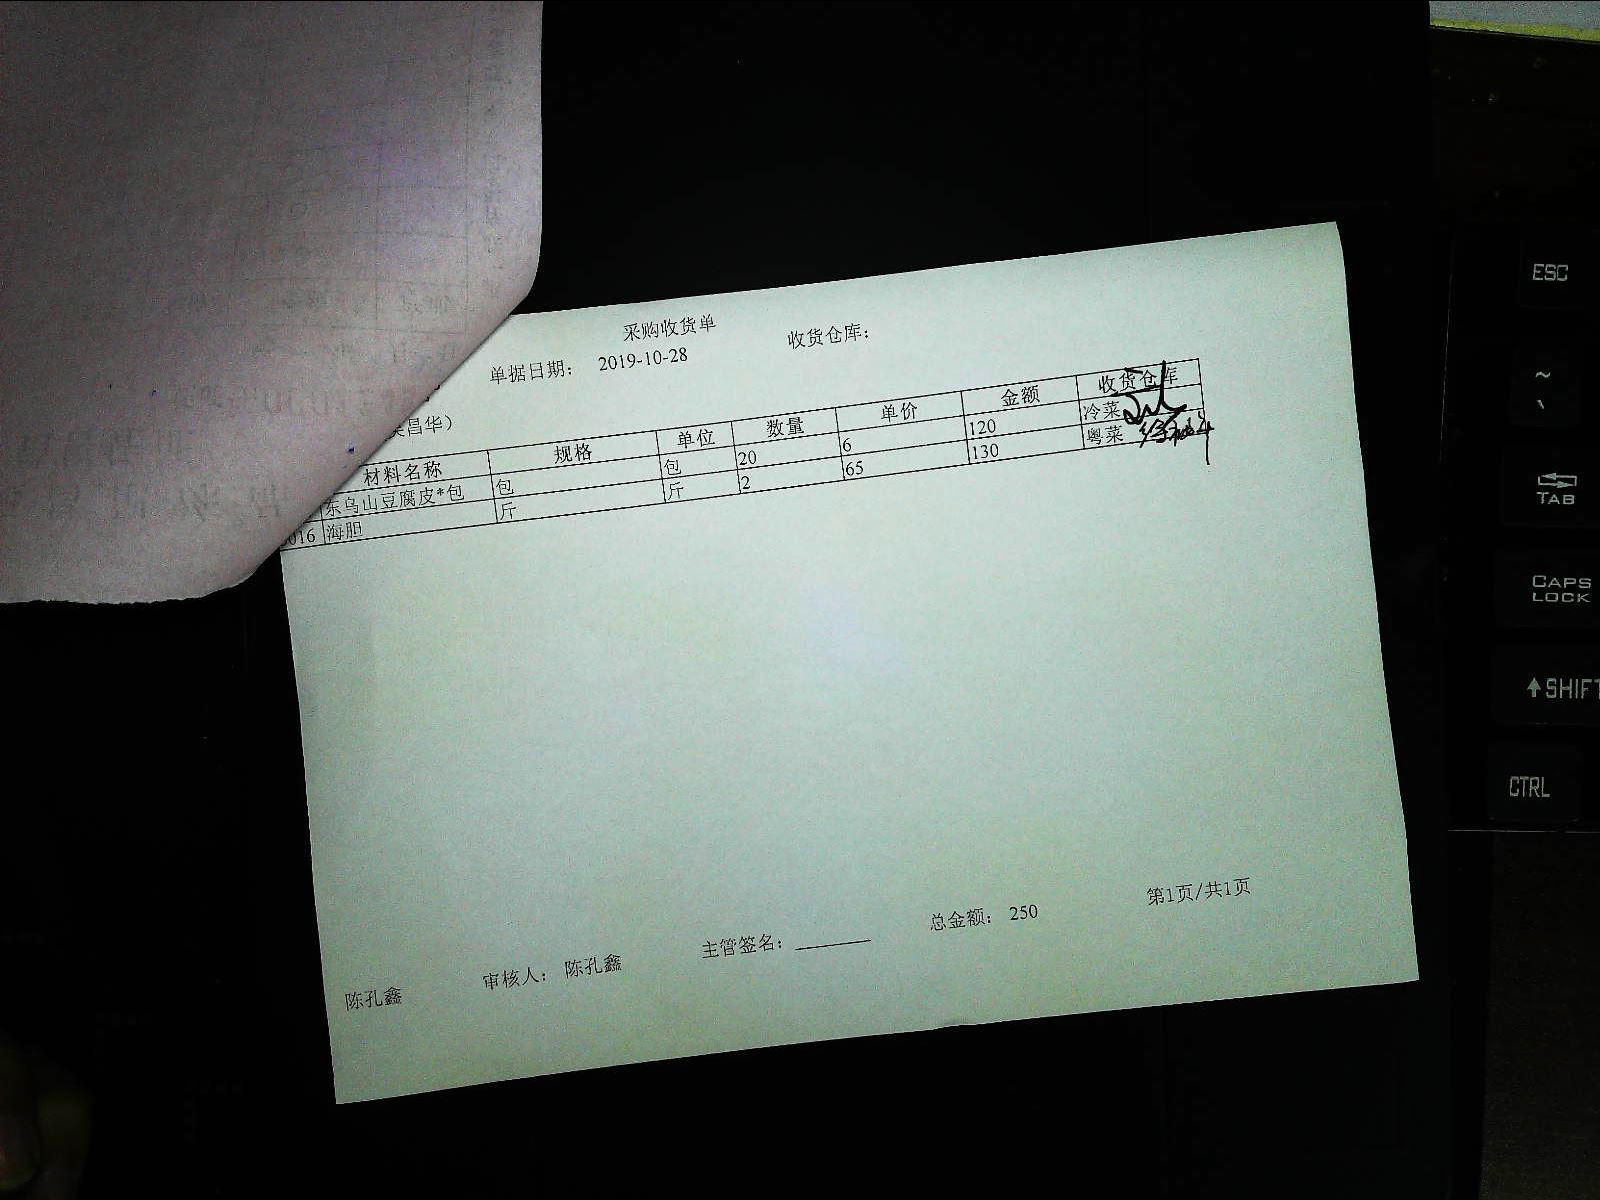 采购收货单
单据日期： 2019-10-28 收货仓库：
昌华）
材料名称 规格 单位 数量 单价 金额 收货仓库
东乌山豆腐皮*包 包 包 20 6 120 冷菜
016 海胆 斤 斤 2 65 130 粤菜
陈孔鑫 审核人： 陈孔鑫 主管签名： 总金额： 250 第1页/共1页
ESC
~
TAB
CAPS
LOCK
SHIFT
CTRL